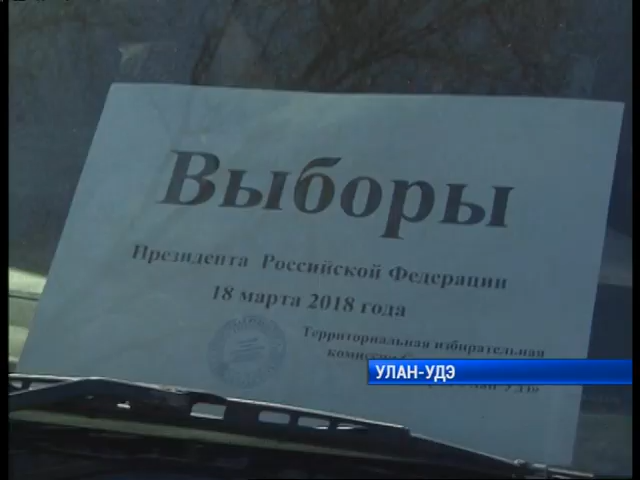 Выборы
Президента Российской Федерации
18 марта 2018 года
Территориальная избирательная
УЛАН-УДЭ